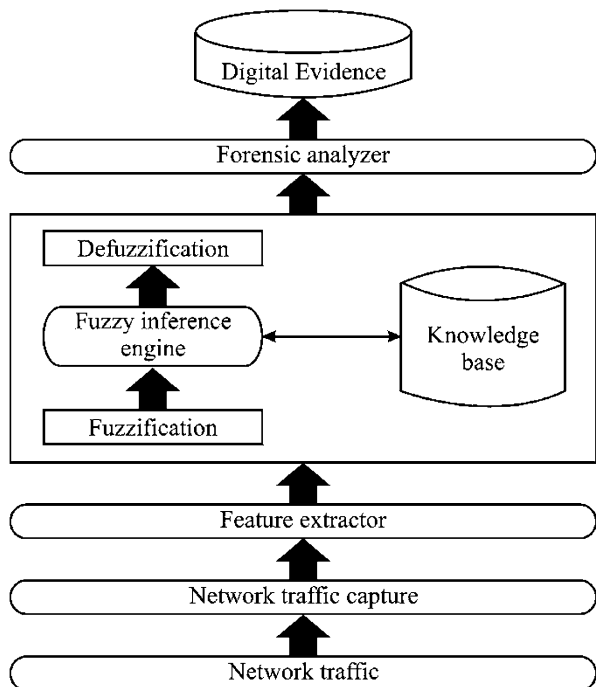 Digital Evidence
Forensic analyzer
Defuzzification
Fuzzy inference
engine
Knowledge
base
Fuzzification
Feature extractor
Network traffic capture
Network traffic